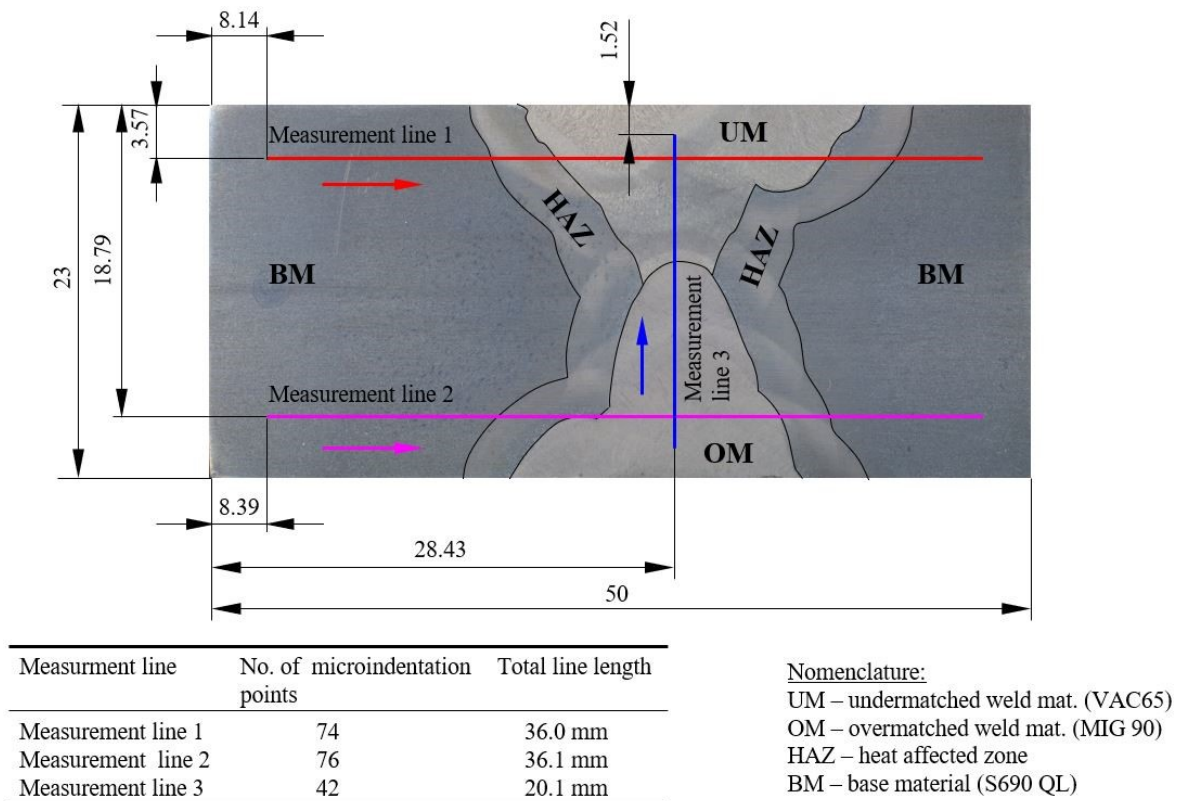 8.14
1.52
3.57
Measurement line 1
UM
HAZ
HAZ
23
18.79
BM
BM
Measurement
line 3
Measurement line 2
OM
8.39
28.43
50
Measurment line No. of microindentation Total line length
points
Measurement line 1 74 36.0 mm
Measurement line 2 76 36.1 mm
Measurement line 3 42 20.1 mm
Nomenclature:
UM – undermatched weld mat. (VAC65)
OM – overmatched weld mat. (MIG 90)
HAZ – heat affected zone
BM – base material (S690 QL)